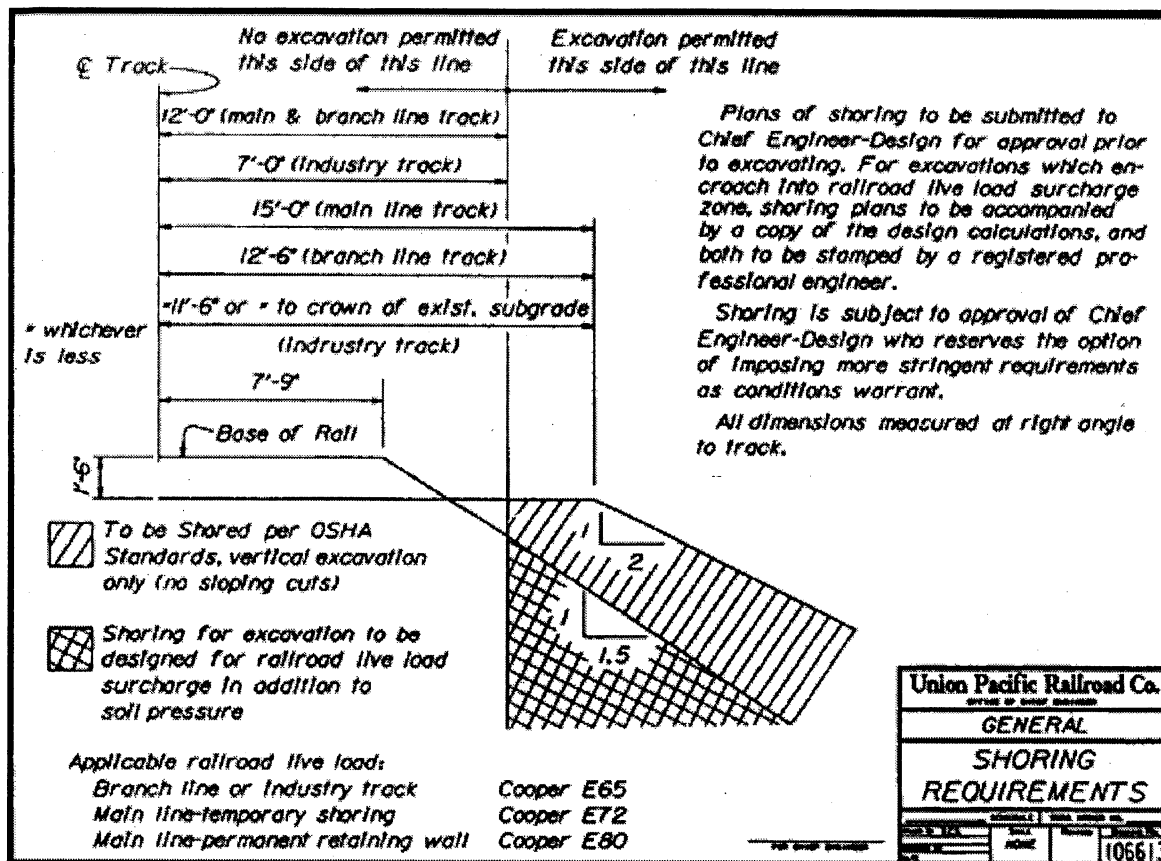 No excavation permitted
this side of this line
Excavation permitted
this side of this line
℄ Track
12'-0" (main & branch line track)
7'-0" (industry track)
15'-0" (main line track)
12'-6" (branch line track)
*11'-6" or * to crown of exist. subgrade
(Indrustry track)
* whichever
is less
7'-9"
Base of Rail
1'-6"
Plans of shoring to be submitted to
Chief Engineer-Design for approval prior
to excavating. For excavations which en-
croach into railroad live load surcharge
zone, shoring plans to be accompanied
by a copy of the design calculations, and
both to be stamped by a registered pro-
fessional engineer.
Shoring is subject to approval of Chief
Engineer-Design who reserves the option
of imposing more stringent requirements
as conditions warrant.
All dimensions measured at right angle
to track.
To be Shored per OSHA
Standards, vertical excavation
only (no sloping cuts)
1
2
1
1.5
Shoring for excavation to be
designed for railroad live load
surcharge in addition to
soil pressure
Applicable railroad live load:
Branch line or industry track Cooper E65
Main line-temporary shoring Cooper E72
Main line-permanent retaining wall Cooper E80
Union Pacific Railroad Co.
OFFICE OF CHIEF ENGINEER
GENERAL
SHORING
REQUIREMENTS
NONE
106613
FOR CHIEF ENGINEER